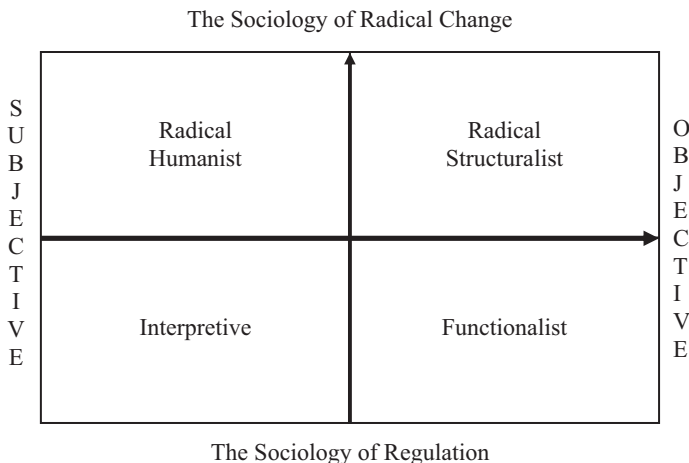 The Sociology of Radical Change
SUBJECTIVE
Radical
Humanist
Radical
Structuralist
OBJECTIVE
Interpretive
Functionalist
The Sociology of Regulation